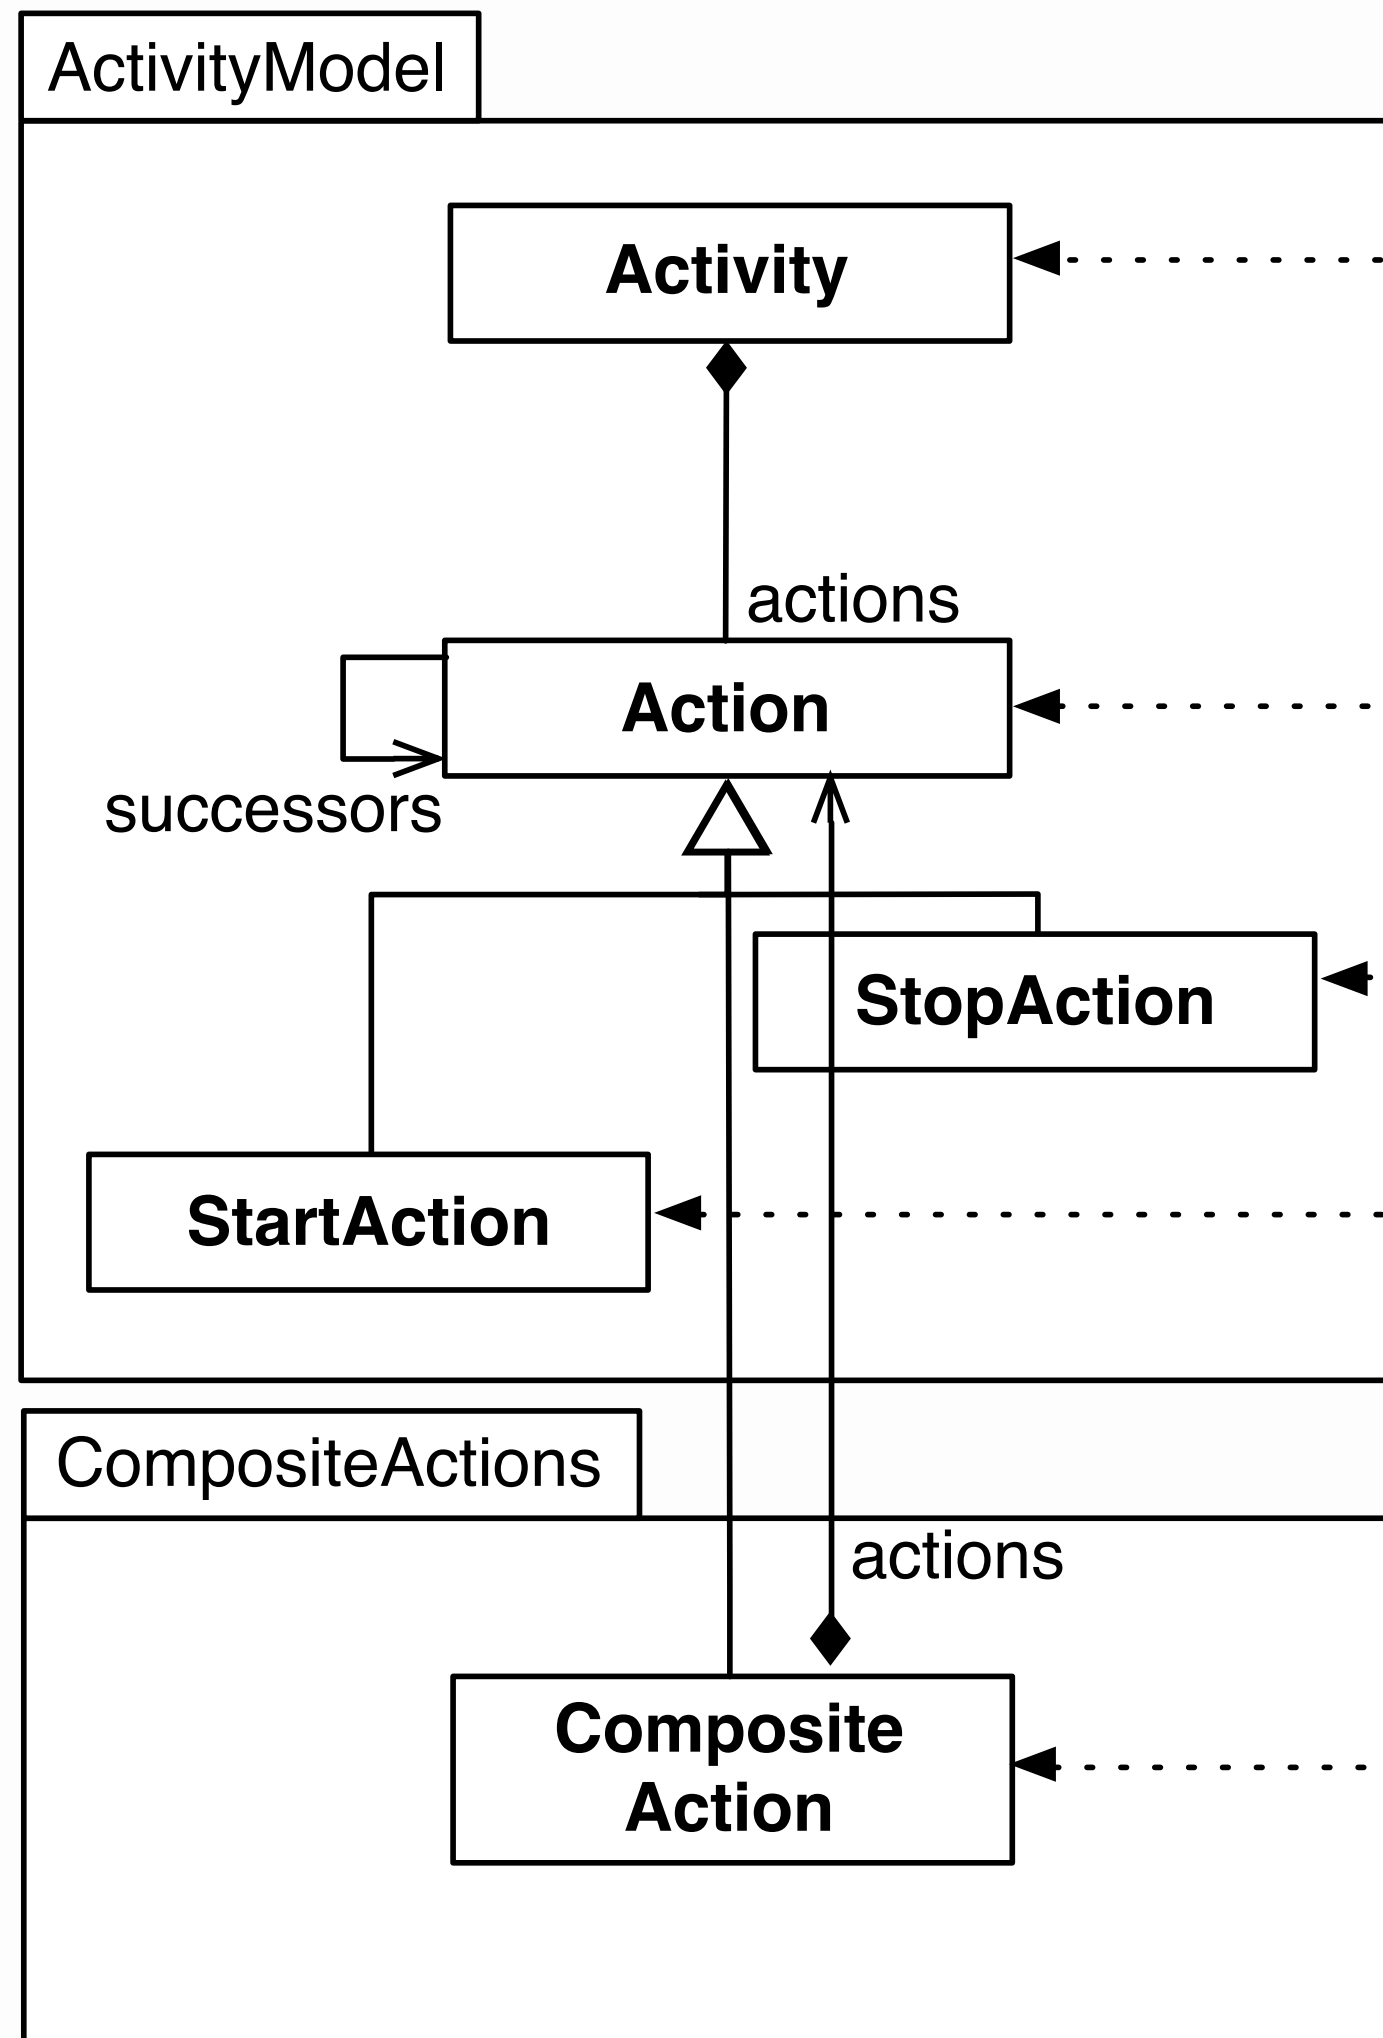 ActivityModel
Activity
actions
Action
successors
StopAction
StartAction
CompositeActions
actions
Composite
Action